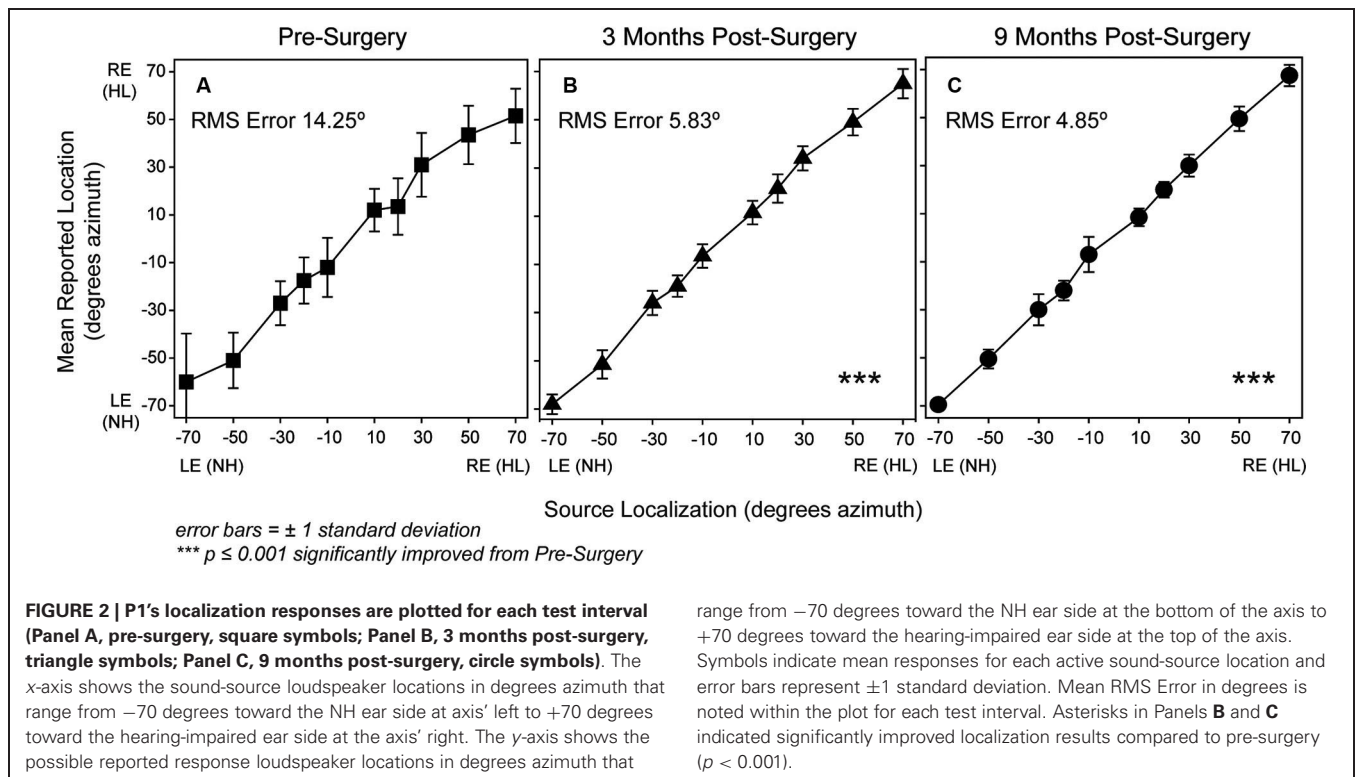 Pre-Surgery
3 Months Post-Surgery
9 Months Post-Surgery
Mean Reported Location
(degrees azimuth)
RE
(HL)
70
50
30
10
-10
-30
-50
-70
LE
(NH)
A
RMS Error 14.25º
-70 -50 -30 -10 10 30 50 70
LE (NH) RE (HL)
B
RMS Error 5.83º
***
-70 -50 -30 -10 10 30 50 70
LE (NH) RE (HL)
C
RMS Error 4.85º
***
-70 -50 -30 -10 10 30 50 70
LE (NH) RE (HL)
Source Localization (degrees azimuth)
error bars = ± 1 standard deviation
*** p ≤ 0.001 significantly improved from Pre-Surgery
FIGURE 2 | P1's localization responses are plotted for each test interval
(Panel A, pre-surgery, square symbols; Panel B, 3 months post-surgery,
triangle symbols; Panel C, 9 months post-surgery, circle symbols). The
x-axis shows the sound-source loudspeaker locations in degrees azimuth that
range from −70 degrees toward the NH ear side at axis' left to +70 degrees
toward the hearing-impaired ear side at the axis' right. The y-axis shows the
possible reported response loudspeaker locations in degrees azimuth that
range from −70 degrees toward the NH ear side at the bottom of the axis to
+70 degrees toward the hearing-impaired ear side at the top of the axis.
Symbols indicate mean responses for each active sound-source location and
error bars represent ±1 standard deviation. Mean RMS Error in degrees is
noted within the plot for each test interval. Asterisks in Panels B and C
indicated significantly improved localization results compared to pre-surgery
(p < 0.001).